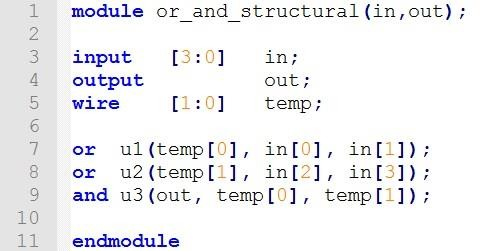 1 module or_and_structural(in,out);
2
3 input [3:0] in;
4 output out;
5 wire [1:0] temp;
6
7 or u1(temp[0], in[0], in[1]);
8 or u2(temp[1], in[2], in[3]);
9 and u3(out, temp[0], temp[1]);
10
11 endmodule